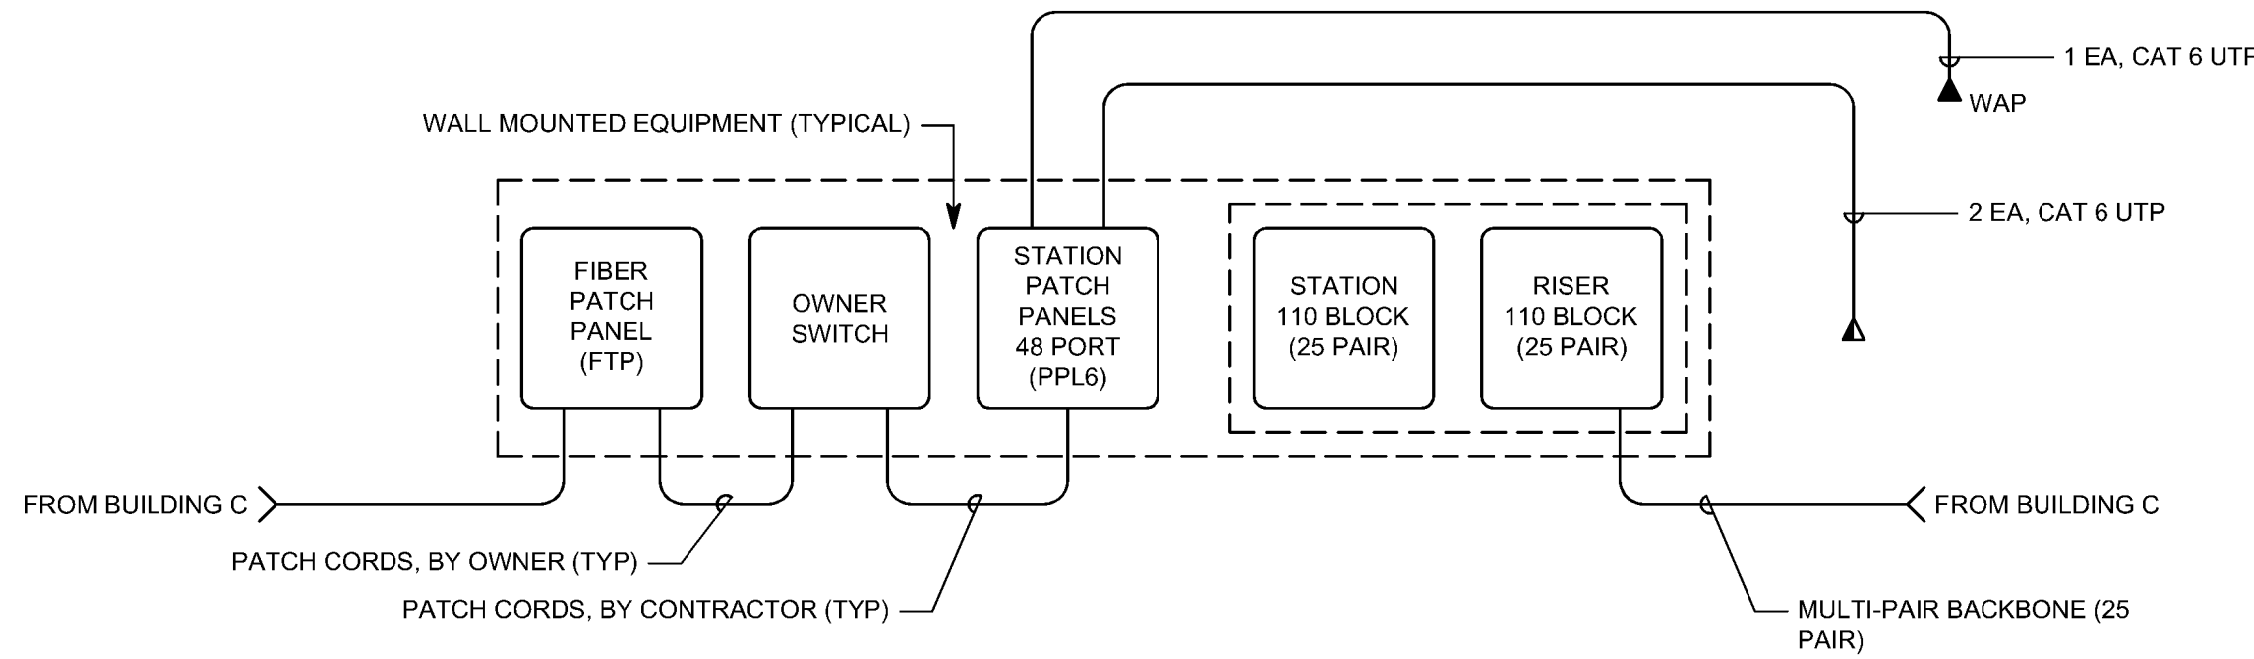 1 EA, CAT 6 UTP
WAP
WALL MOUNTED EQUIPMENT (TYPICAL)
2 EA, CAT 6 UTP
FIBER
PATCH
PANEL
(FTP)
OWNER
SWITCH
STATION
PATCH
PANELS
48 PORT
(PPL6)
STATION
110 BLOCK
(25 PAIR)
RISER
110 BLOCK
(25 PAIR)
FROM BUILDING C
FROM BUILDING C
PATCH CORDS, BY OWNER (TYP)
PATCH CORDS, BY CONTRACTOR (TYP)
MULTI-PAIR BACKBONE (25
PAIR)